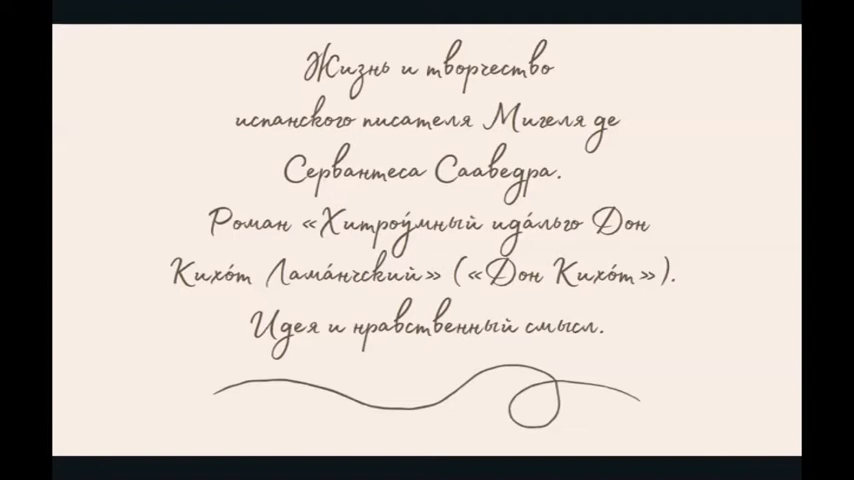 Жизнь и творчество
испанского писателя Мигеля де
Сервантеса Сааведра.
Роман «Хитроу́мный ида́льго Дон
Кихо́т Лама́нчский» («Дон Кихо́т»).
Идея и нравственный смысл.